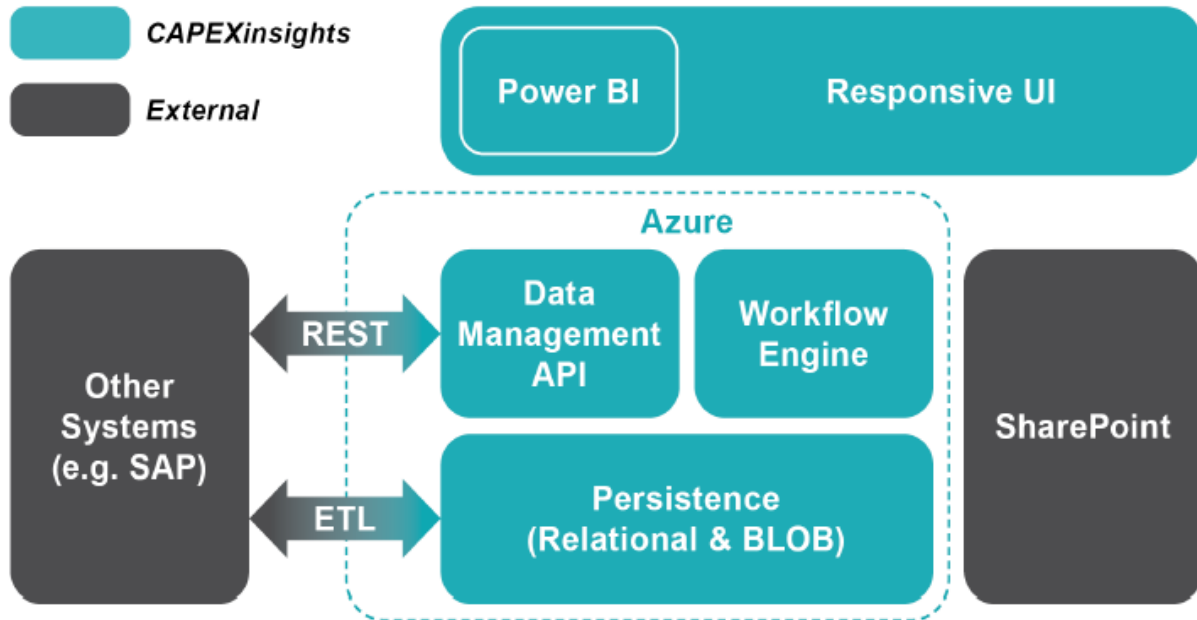 CAPEXinsights
External
Power BI
Responsive UI
Azure
Other
Systems
(e.g. SAP)
REST
ETL
Data
Management
API
Workflow
Engine
Persistence
(Relational & BLOB)
SharePoint